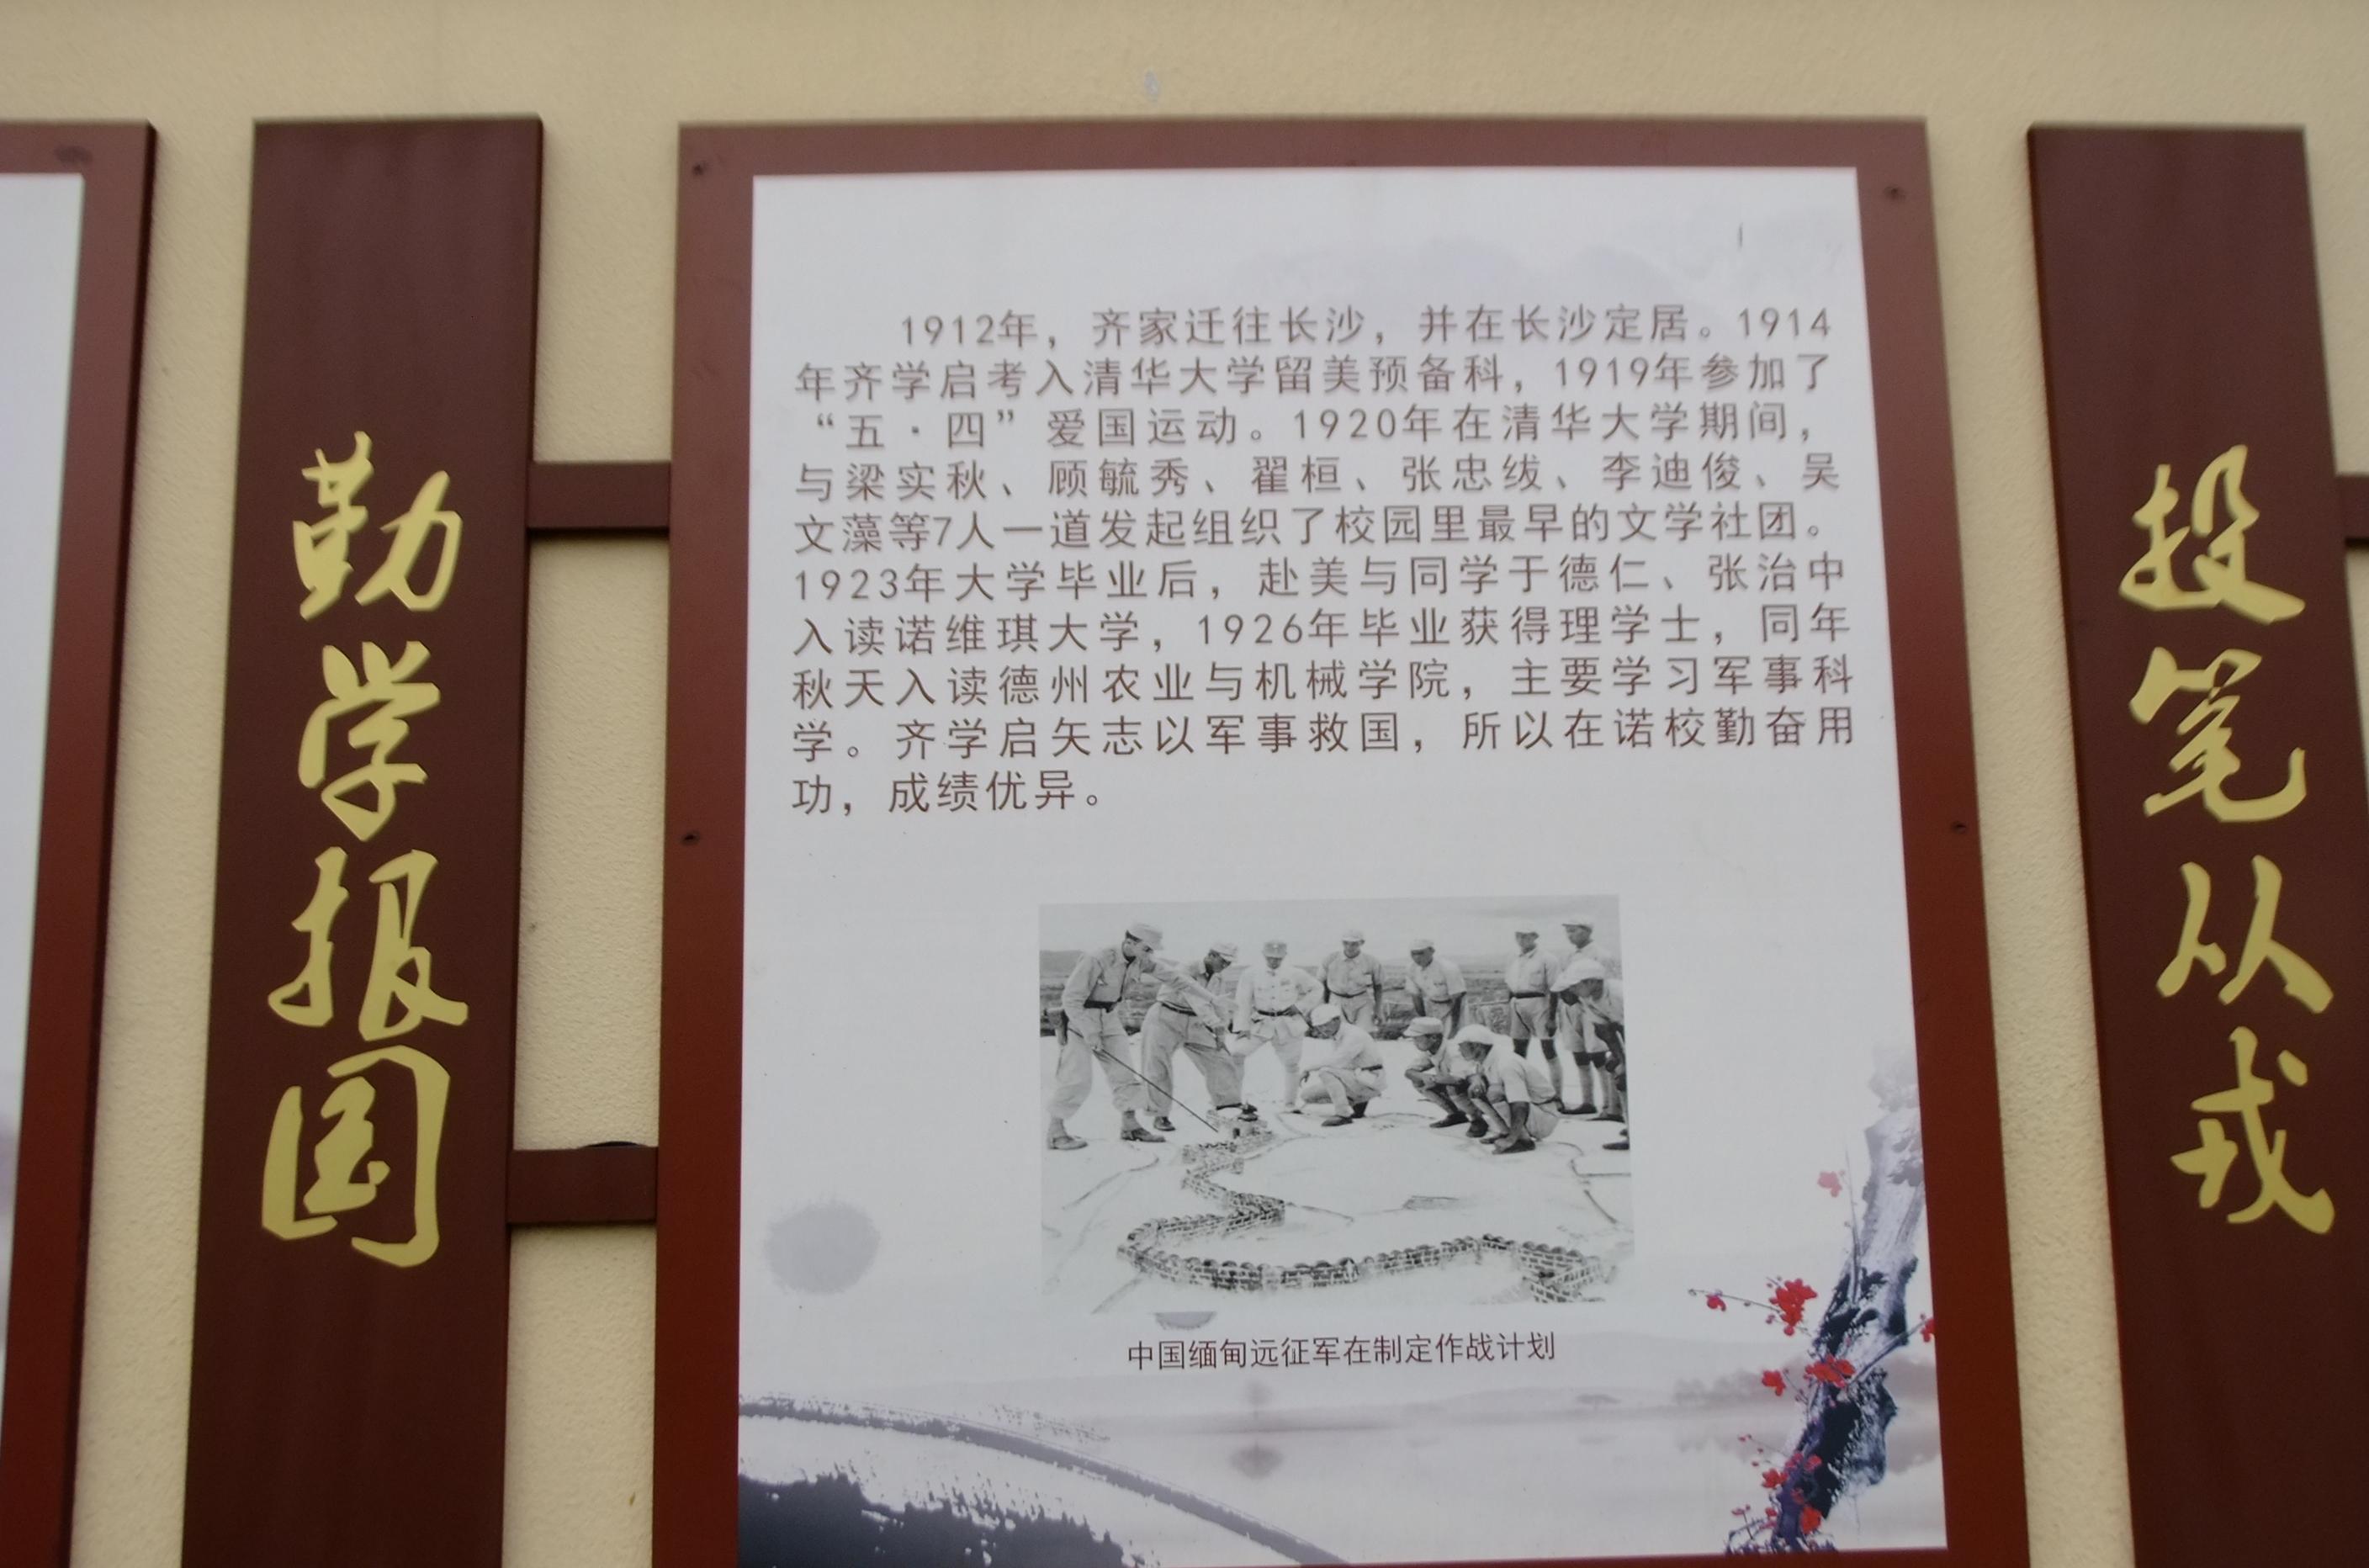 勤学报国
1912年，齐家迁往长沙，并在长沙定居。1914
年齐学启考入清华大学留美预备科，1919年参加了
“五·四”爱国运动。1920年在清华大学期间，
与梁实秋、顾毓秀、翟桓、张忠绂、李迪俊、吴
文藻等7人一道发起组织了校园里最早的文学社团。
1923年大学毕业后，赴美与同学于德仁、张治中
入读诺维琪大学，1926年毕业获得理学士，同年
秋天入读德州农业与机械学院，主要学习军事科
学。齐学启矢志以军事救国，所以在诺校勤奋用
功，成绩优异。
中国缅甸远征军在制定作战计划
投笔从戎